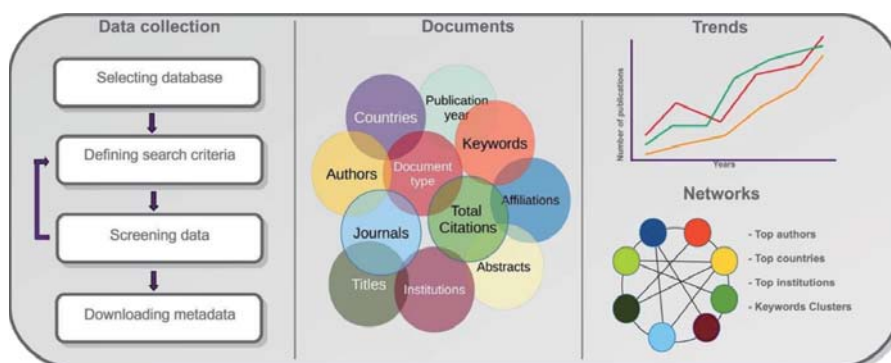 Data collection
Selecting database
Defining search criteria
Screening data
Downloading metadata
Documents
Countries
Publication
year
Keywords
Authors
Document
type
Affiliations
Journals
Total
Citations
Abstracts
Titles
Institutions
Trends
Number of publications
Years
Networks
- Top authors
- Top countries
- Top institutions
- Keywords Clusters